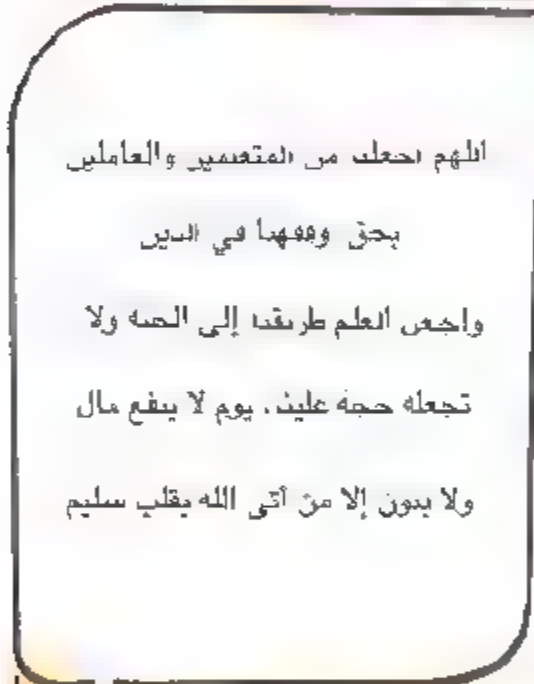 اللهم اجعلنا من المتعلمين والعاملين
بحق وفقهنا في الدين
واجعل العلم طريقنا إلى الجنة ولا
تجعله حجة علينا، يوم لا ينفع مال
ولا بنون إلا من أتى الله بقلب سليم